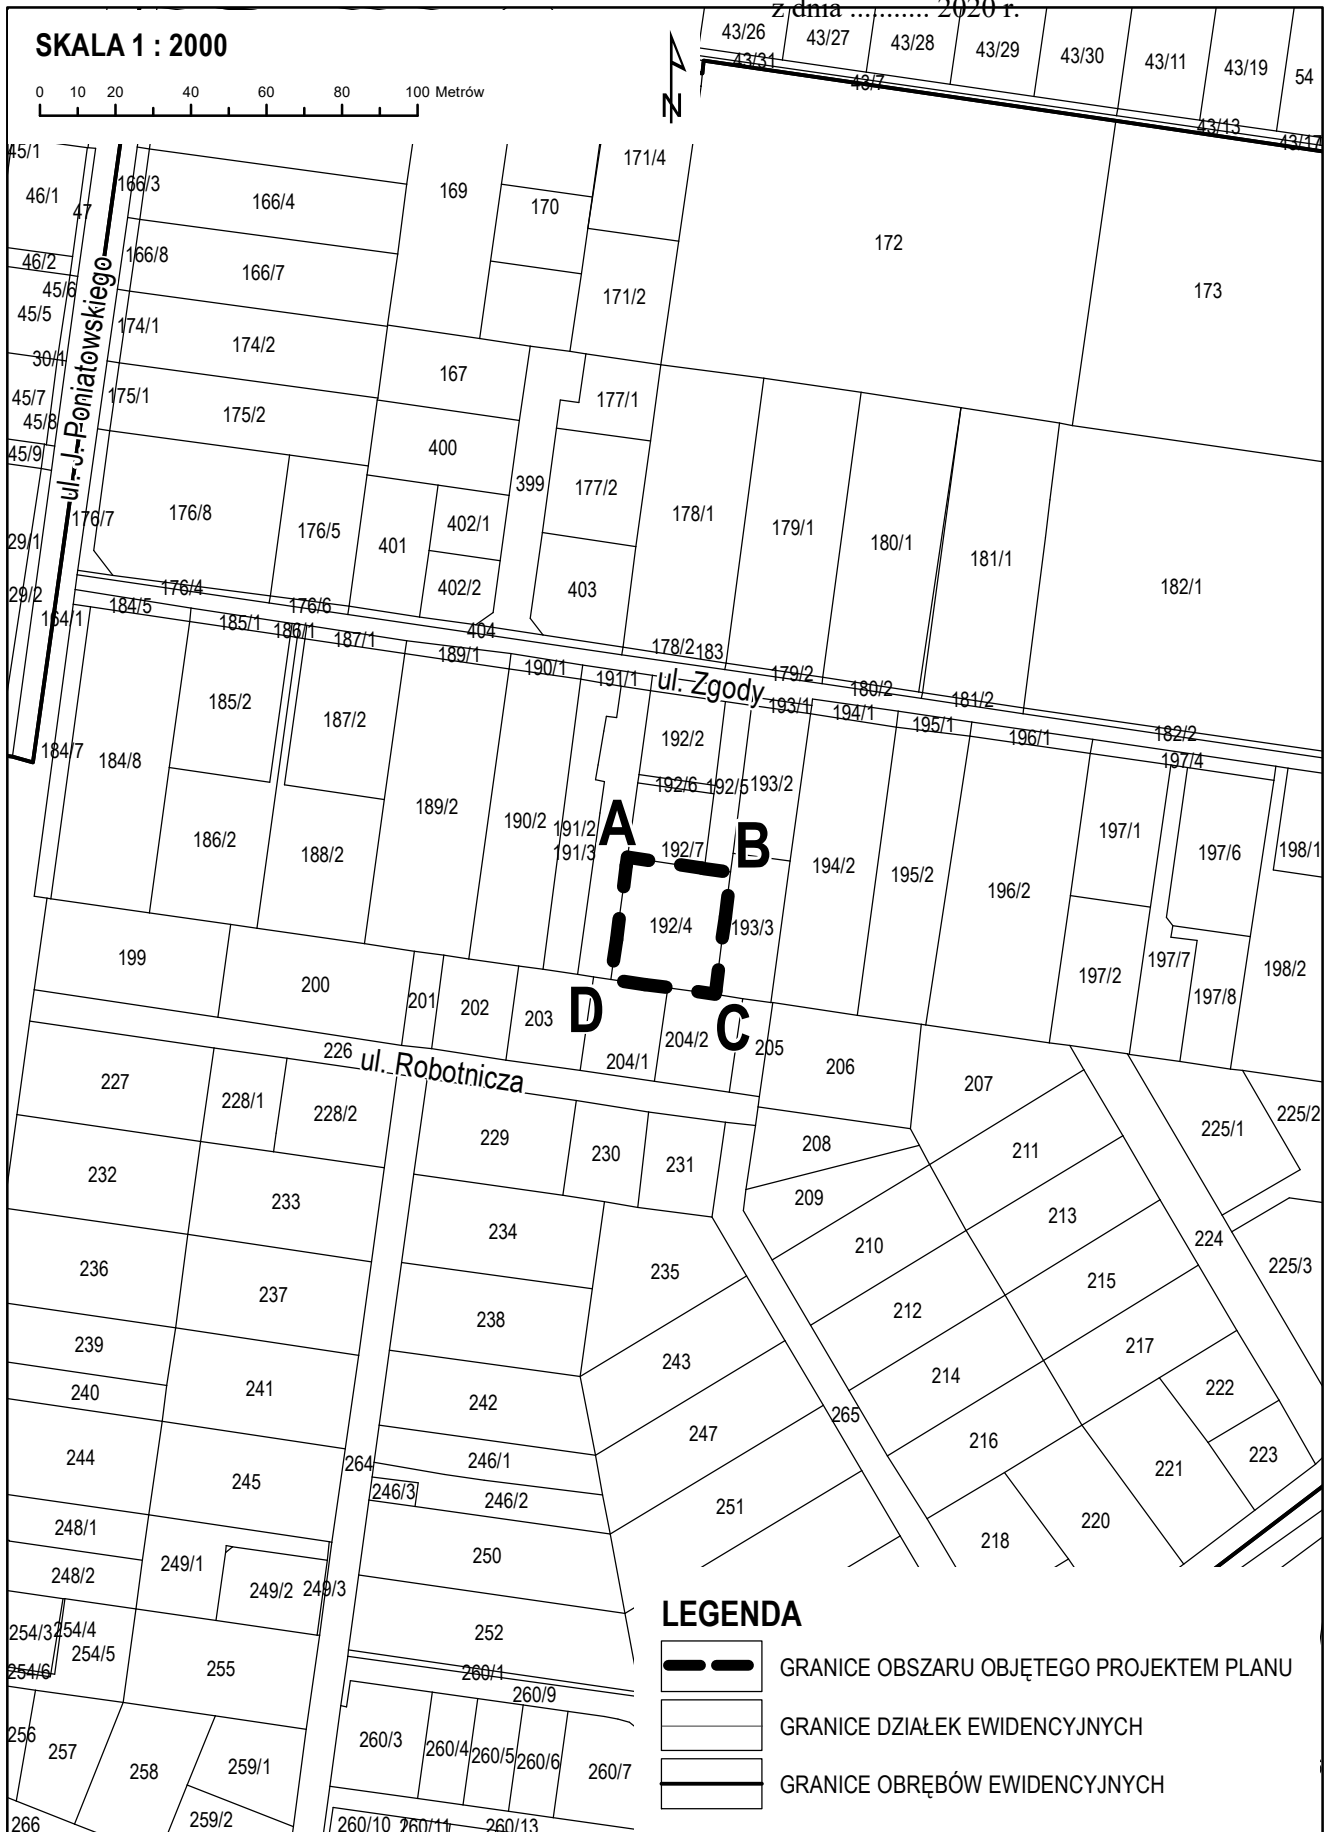 z dnia ........... 2020 r.
SKALA 1 : 2000
0 10 20 40 60 80 100 Metrów
N
43/26 43/27 43/28 43/29 43/30 43/11 43/19 54
43/31 43/7 43/13 43/17
45/1 46/1 47 166/3 166/4 169 170 171/4 172 173
46/2 45/6 45/5 166/8 166/7 171/2
30/1 174/1 174/2 167 177/1
45/7 45/8 45/9 175/1 175/2 400 399 177/2
ul. J. Poniatowskiego
176/7 176/8 176/5 401 402/1 402/2 403 178/1 179/1 180/1 181/1 182/1
29/1 29/2 164/1 184/5 176/4 176/6 404 178/2 183 179/2 180/2 181/2 182/2
185/1 186/1 187/1 189/1 190/1 191/1 193/1 194/1 195/1 196/1 197/4
ul. Zgody
184/7 184/8 185/2 187/2 192/2 192/6 192/5 193/2
186/2 188/2 189/2 190/2 191/2 191/3 192/7 194/2 195/2 196/2 197/1 197/6 198/1
A
B
192/4 193/3 197/2 197/7 197/8 198/2
D
C
199 200 201 202 203 204/1 204/2 205 206 207
226
ul. Robotnicza
227 228/1 228/2 229 230 231 208 211 225/1 225/2
232 233 234 209 210 213 224
236 237 235 212 215 225/3
239 238 243 214 217
240 241 242 247 265 216 222
244 245 264 246/1 251 221 223
246/3 246/2 220
248/1 249/1 250 218
248/2 249/2 249/3
254/3 254/4 254/5 252
254/6 255 260/1
260/9
256 257 258 259/1 260/3 260/4 260/5 260/6 260/7
266 259/2 260/10 260/11 260/13
LEGENDA
GRANICE OBSZARU OBJĘTEGO PROJEKTEM PLANU
GRANICE DZIAŁEK EWIDENCYJNYCH
GRANICE OBRĘBÓW EWIDENCYJNYCH